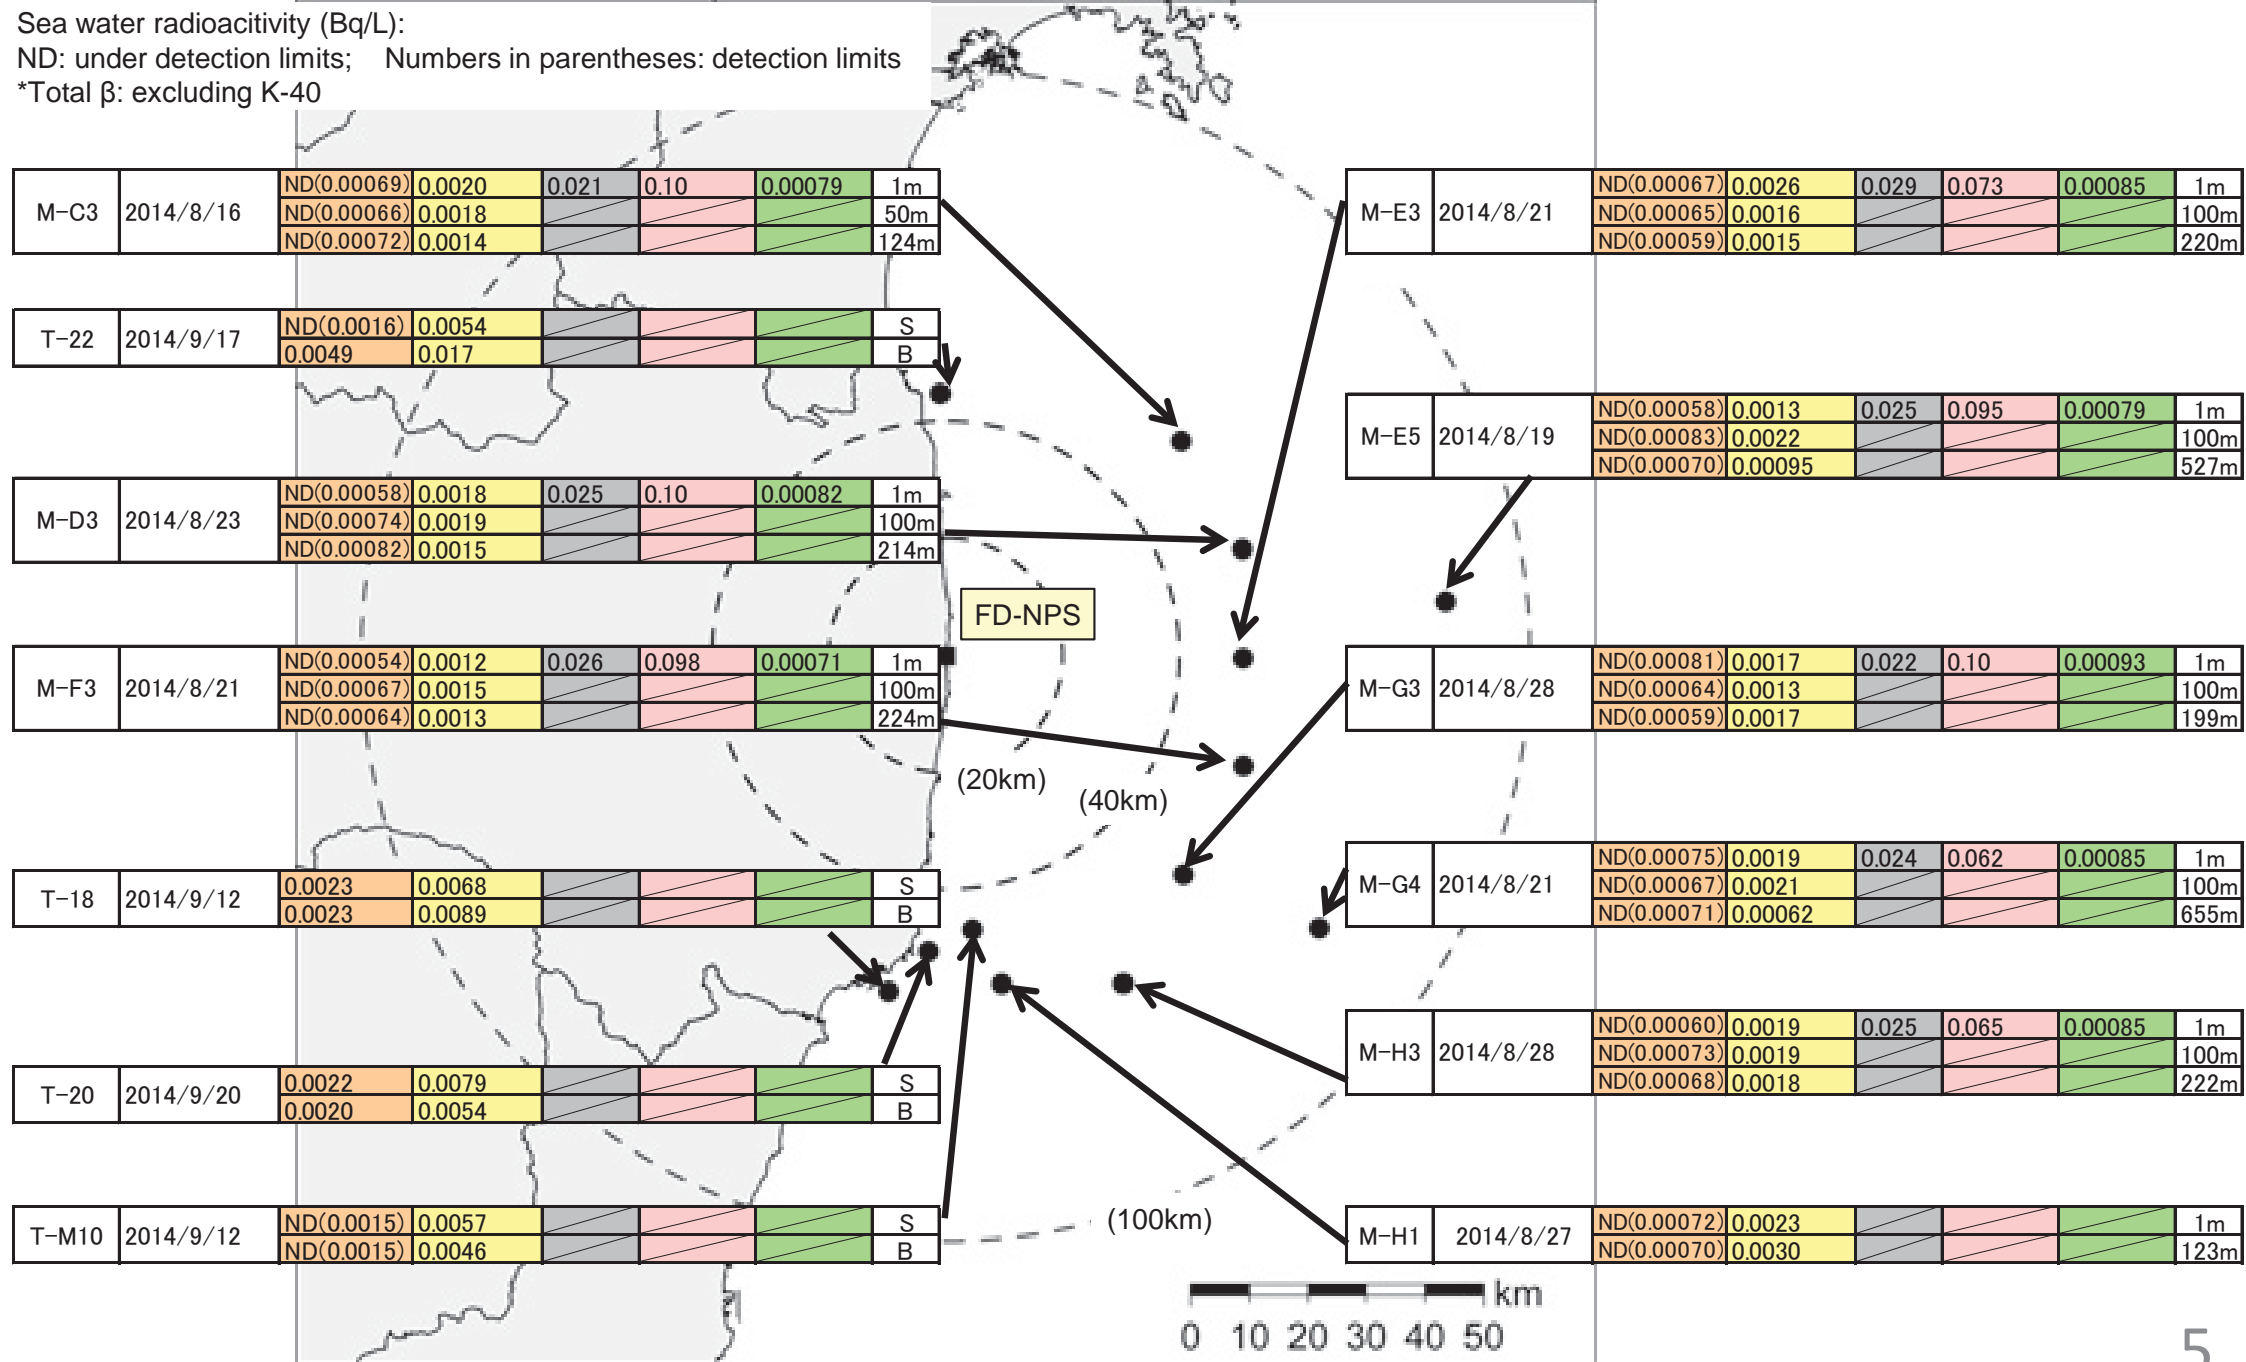 Sea water radioacitivity (Bq/L):
ND: under detection limits; Numbers in parentheses: detection limits
*Total β: excluding K-40
M-C3 2014/8/16 ND(0.00069) 0.0020 0.021 0.10 0.00079 1m
ND(0.00066) 0.0018 50m
ND(0.00072) 0.0014 124m
T-22 2014/9/17 ND(0.0016) 0.0054 S
0.0049 0.017 B
M-D3 2014/8/23 ND(0.00058) 0.0018 0.025 0.10 0.00082 1m
ND(0.00074) 0.0019 100m
ND(0.00082) 0.0015 214m
M-F3 2014/8/21 ND(0.00054) 0.0012 0.026 0.098 0.00071 1m
ND(0.00067) 0.0015 100m
ND(0.00064) 0.0013 224m
T-18 2014/9/12 0.0023 0.0068 S
0.0023 0.0089 B
T-20 2014/9/20 0.0022 0.0079 S
0.0020 0.0054 B
T-M10 2014/9/12 ND(0.0015) 0.0057 S
ND(0.0015) 0.0046 B
FD-NPS
(20km)
(40km)
(100km)
M-E3 2014/8/21 ND(0.00067) 0.0026 0.029 0.073 0.00085 1m
ND(0.00065) 0.0016 100m
ND(0.00059) 0.0015 220m
M-E5 2014/8/19 ND(0.00058) 0.0013 0.025 0.095 0.00079 1m
ND(0.00083) 0.0022 100m
ND(0.00070) 0.00095 527m
M-G3 2014/8/28 ND(0.00081) 0.0017 0.022 0.10 0.00093 1m
ND(0.00064) 0.0013 100m
ND(0.00059) 0.0017 199m
M-G4 2014/8/21 ND(0.00075) 0.0019 0.024 0.062 0.00085 1m
ND(0.00067) 0.0021 100m
ND(0.00071) 0.00062 655m
M-H3 2014/8/28 ND(0.00060) 0.0019 0.025 0.065 0.00085 1m
ND(0.00073) 0.0019 100m
ND(0.00068) 0.0018 222m
M-H1 2014/8/27 ND(0.00072) 0.0023 1m
ND(0.00070) 0.0030 123m
km
0 10 20 30 40 50
5